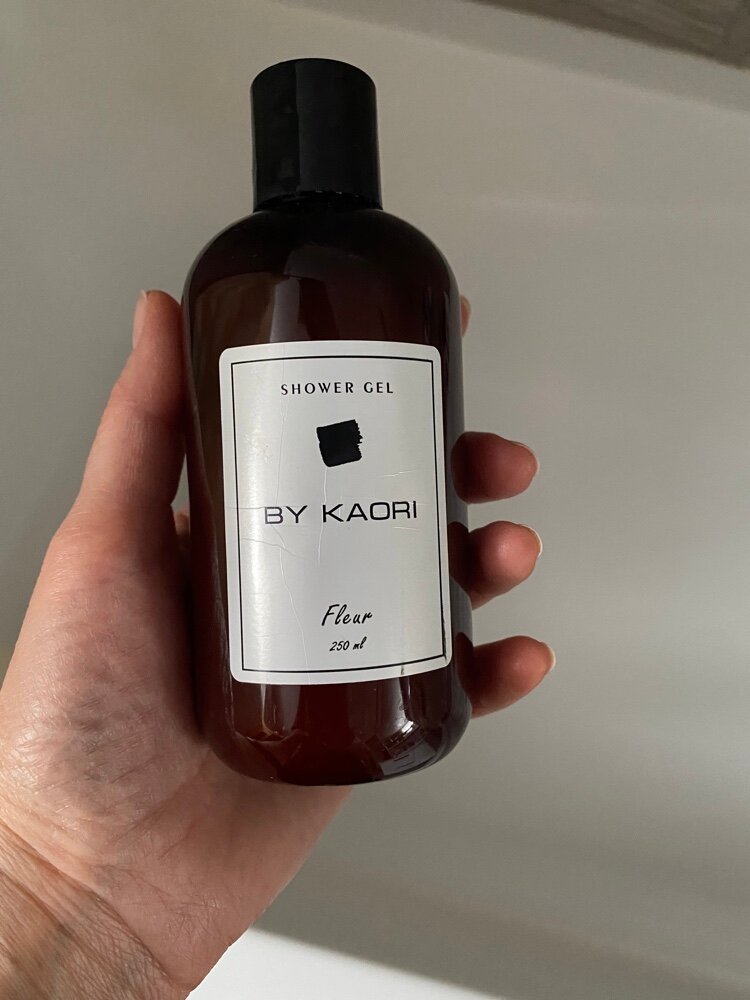 SHOWER GEL
BY KAORI
Fleur
250 ml